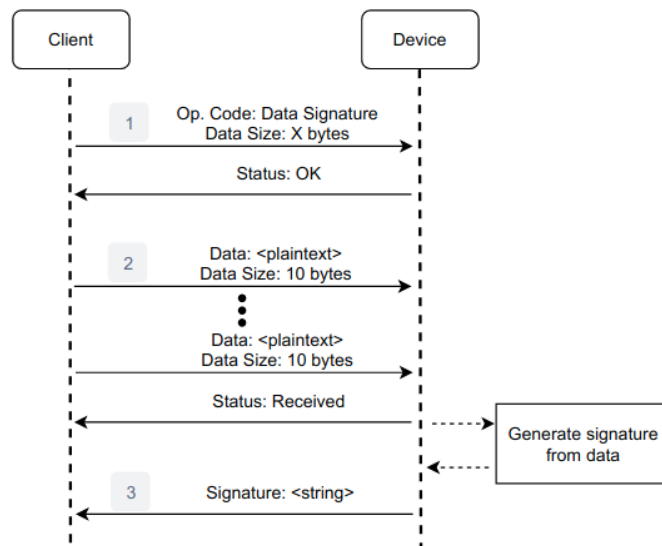 Client
Device
1
Op. Code: Data Signature
Data Size: X bytes
Status: OK
2
Data: <plaintext>
Data Size: 10 bytes
Data: <plaintext>
Data Size: 10 bytes
Status: Received
Generate signature
from data
3
Signature: <string>